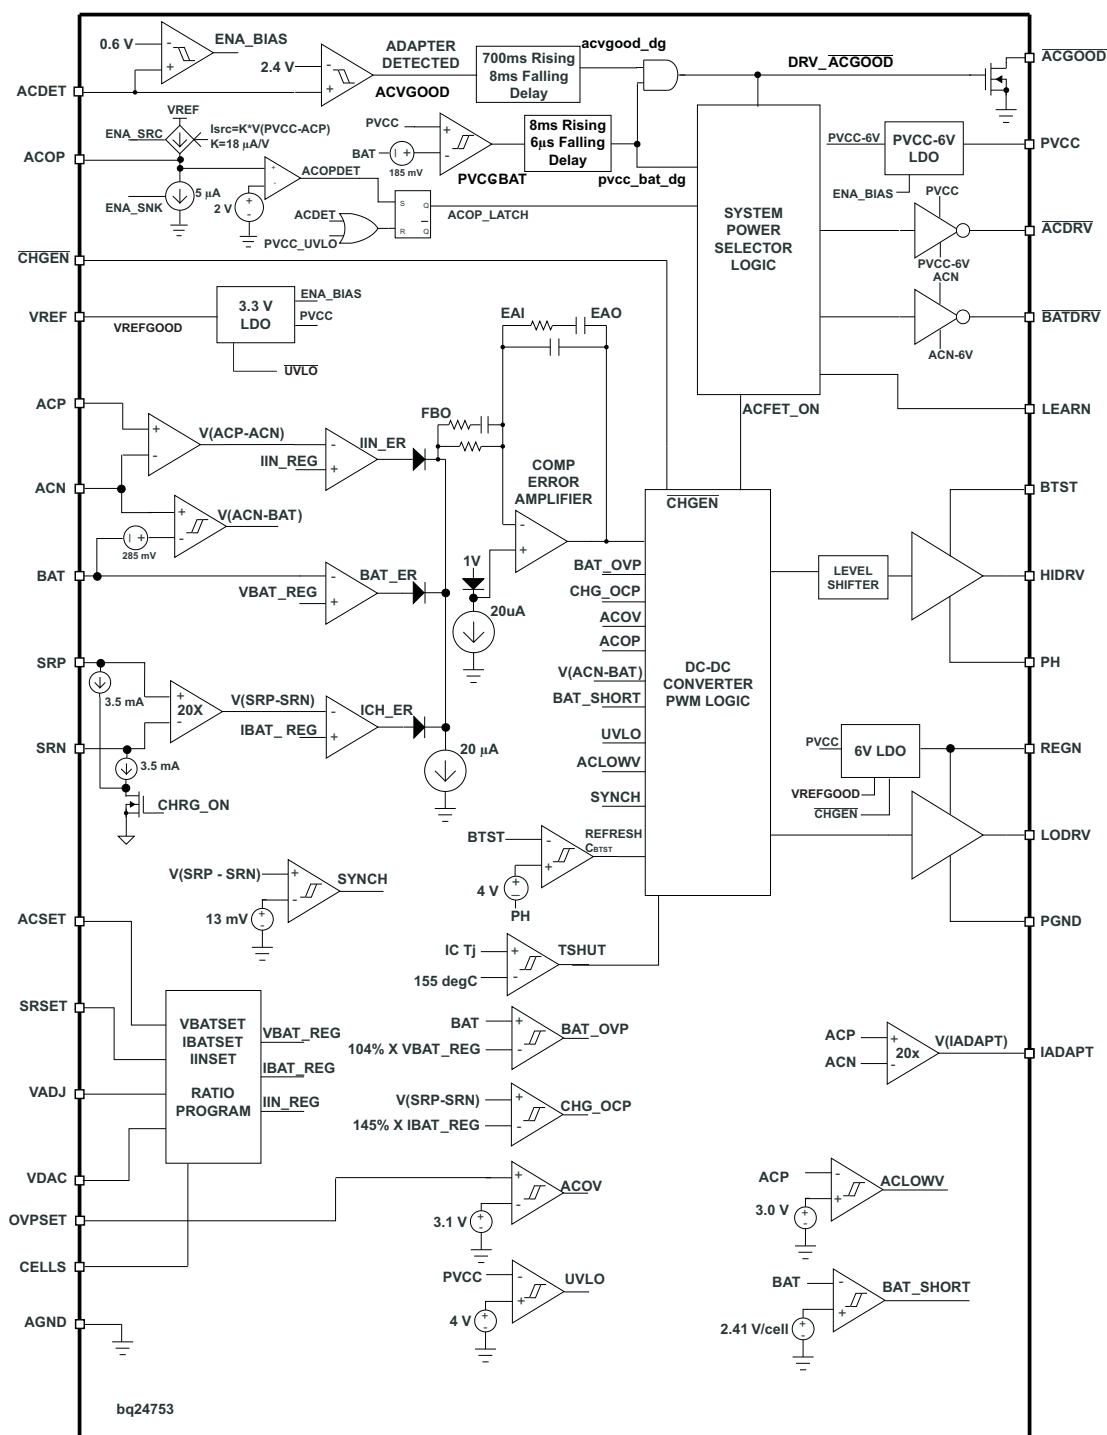 0.6 V
ENA_BIAS
2.4 V
ADAPTER
DETECTED
ACVGOOD
700ms Rising
8ms Falling
Delay
acvgood_dg
DRV_ACGOOD
ACGOOD
ACDET
VREF
ENA_SRC
Isrc=K*V(PVCC-ACP)
K=18 µA/V
ACOP
ENA_SNK
5 µA
2 V
ACOPDET
PVCC
BAT
185 mV
PVCGBAT
8ms Rising
6µs Falling
Delay
pvcc_bat_dg
ACDET
PVCC_UVLO
S
R
Q
Q
ACOP_LATCH
SYSTEM
POWER
SELECTOR
LOGIC
PVCC-6V
PVCC-6V
LDO
ENA_BIAS
PVCC
PVCC
ACDRV
PVCC-6V
ACN
BATDRV
ACN-6V
LEARN
CHGEN
VREF
VREFGOOD
3.3 V
LDO
ENA_BIAS
PVCC
UVLO
EAI
EAO
FBO
ACFET_ON
ACP
V(ACP-ACN)
IIN_REG
IIN_ER
COMP
ERROR
AMPLIFIER
ACN
V(ACN-BAT)
285 mV
BAT
VBAT_REG
BAT_ER
1V
20uA
CHGEN
BAT_OVP
CHG_OCP
ACOV
ACOP
V(ACN-BAT)
BAT_SHORT
UVLO
ACLOWV
SYNCH
DC-DC
CONVERTER
PWM LOGIC
BTST
LEVEL
SHIFTER
HIDRV
PH
SRP
3.5 mA
20X
V(SRP-SRN)
IBAT_ REG
ICH_ER
20 µA
SRN
3.5 mA
CHRG_ON
PVCC
6V LDO
VREFGOOD
CHGEN
REGN
LODRV
PGND
BTST
REFRESH
CBTST
4 V
PH
V(SRP - SRN)
SYNCH
13 mV
IC Tj
155 degC
TSHUT
ACSET
SRSET
VADJ
VDAC
OVPSET
CELLS
AGND
VBATSET
IBATSET
IINSET
RATIO
PROGRAM
VBAT_REG
IBAT_REG
IIN_REG
BAT
104% X VBAT_REG
BAT_OVP
V(SRP-SRN)
145% X IBAT_REG
CHG_OCP
ACOV
3.1 V
PVCC
UVLO
4 V
ACP
ACN
20x
V(IADAPT)
IADAPT
ACP
ACLOWV
3.0 V
BAT
BAT_SHORT
2.41 V/cell
bq24753